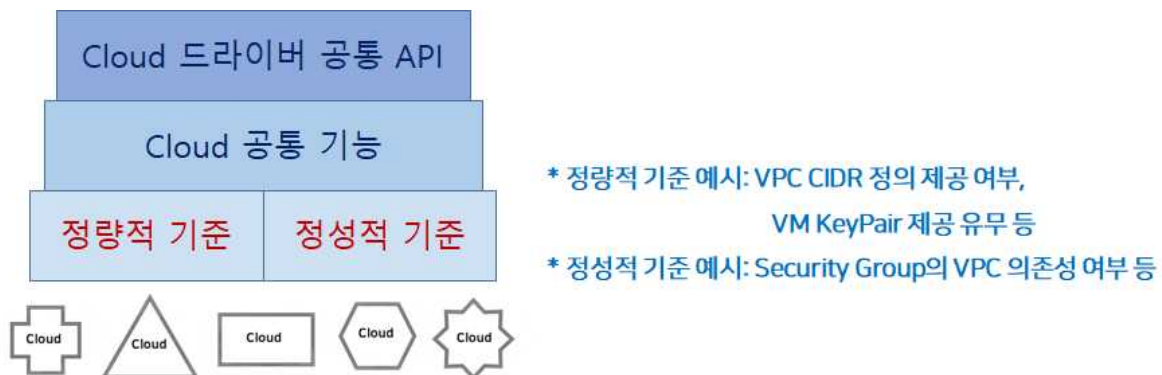 Cloud 드라이버 공통 API
Cloud 공통 기능
정량적 기준
정성적 기준
* 정량적 기준 예시: VPC CIDR 정의 제공 여부,
VM KeyPair 제공 유무 등
* 정성적 기준 예시: Security Group의 VPC 의존성 여부 등
Cloud
Cloud
Cloud
Cloud
Cloud